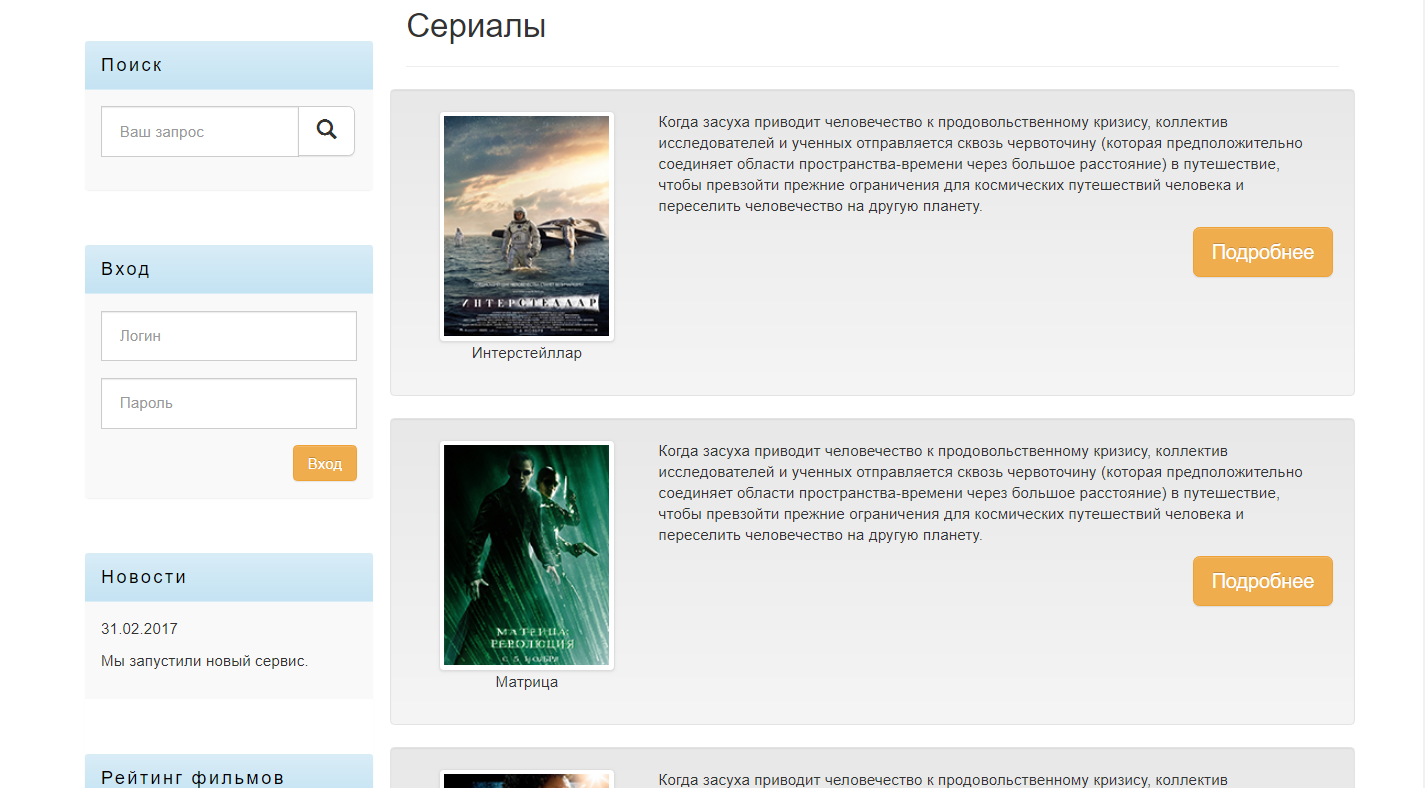 Поиск
Ваш запрос
Вход
Логин
Пароль
Вход
Новости
31.02.2017
Мы запустили новый сервис.
Рейтинг фильмов
Сериалы
ИНТЕРСТЕЛЛАР
Интерстейллар
Когда засуха приводит человечество к продовольственному кризису, коллектив
исследователей и ученных отправляется сквозь червоточину (которая предположительно
соединяет области пространства-времени через большое расстояние) в путешествие,
чтобы превзойти прежние ограничения для космических путешествий человека и
переселить человечество на другую планету.
Подробнее
МАТРИЦА:
РЕВОЛЮЦИЯ
С 5 НОЯБРЯ
Матрица
Когда засуха приводит человечество к продовольственному кризису, коллектив
исследователей и ученных отправляется сквозь червоточину (которая предположительно
соединяет области пространства-времени через большое расстояние) в путешествие,
чтобы превзойти прежние ограничения для космических путешествий человека и
переселить человечество на другую планету.
Подробнее
Когда засуха приводит человечество к продовольственному кризису, коллектив